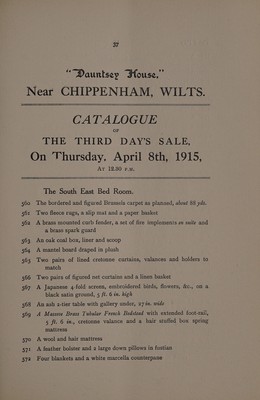 37
"Dauntsey House."
Near CHIPPENHAM, WILTS.
CATALOGUE
OF
THE THIRD DAY'S SALE,
On Thursday, April 8th, 1915,
AT 12.30 P.M.
The South East Bed Room.
360 The bordered and figured Brussels carpet as planned, about 88 yds.
361 Two fleece rugs, a slip mat and a paper basket
362 A brass mounted curb fender, a set of fire implements en suite and
a brass spark guard
363 An oak coal box, liner and scoop
364 A mantel board draped in plush
365 Two pairs of lined cretonne curtains, valances and holders to
match
366 Two pairs of figured net curtains and a linen basket
367 A Japanese 4-fold screen, embroidered birds, flowers, &c., on a
black satin ground, 5 ft. 6 in. high
368 An ash 2-tier table with gallery under, 27 in. wide
369 A Massive Brass Tubular French Bedstead with extended foot-rail,
5 ft. 6 in., cretonne valance and a hair stuffed box spring
mattress
370 A wool and hair mattress
371 A feather bolster and a large down pillows in fustian
372 Four blankets and a white marcella counterpane